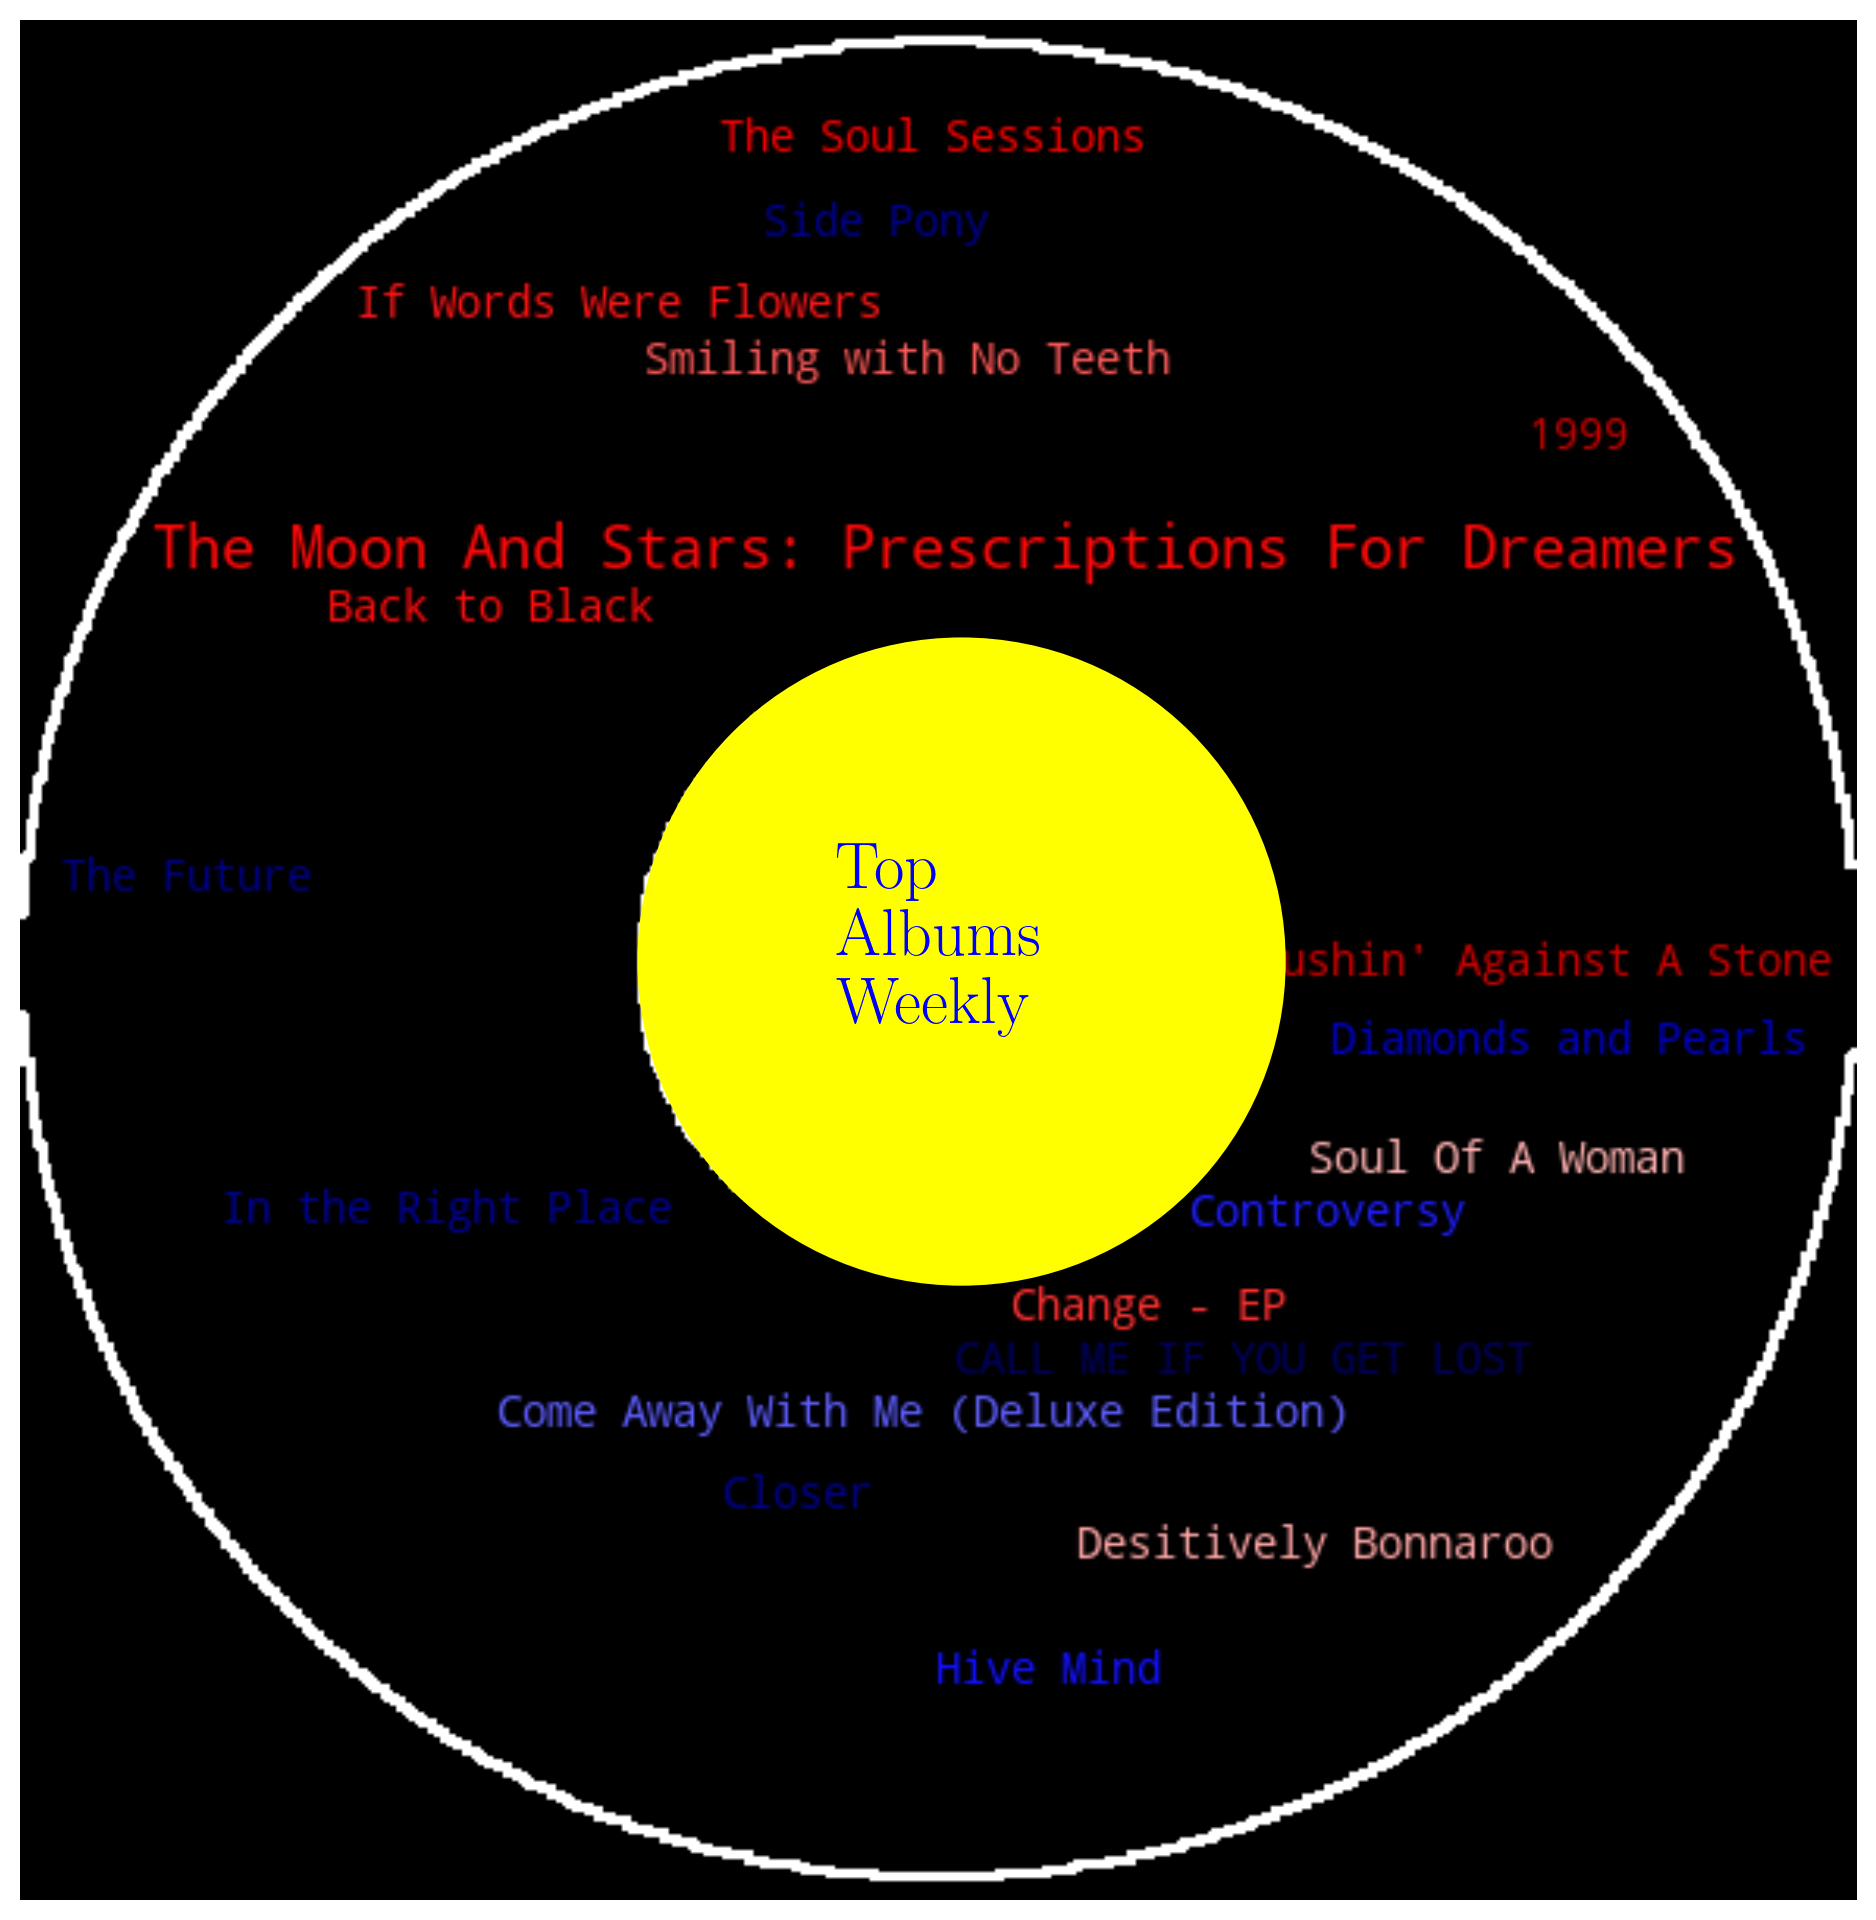 The Soul Sessions
Side Pony
If Words Were Flowers
Smiling with No Teeth
1999
The Moon And Stars: Prescriptions For Dreamers
Back to Black
Top
Albums
Weekly
The Future
ushin' Against A Stone
Diamonds and Pearls
Soul Of A Woman
In the Right Place
Controversy
Change - EP
CALL ME IF YOU GET LOST
Come Away With Me (Deluxe Edition)
Closer
Desitively Bonnaroo
Hive Mind